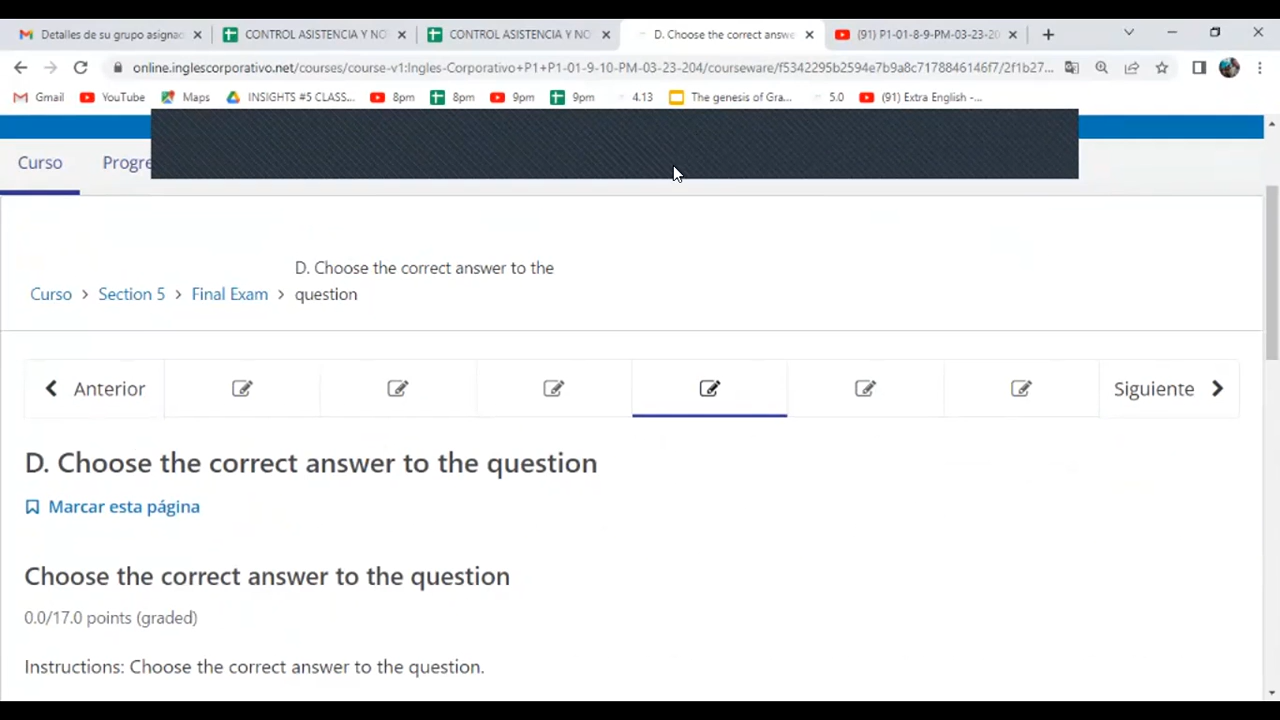 Detalles de su grupo asigna
CONTROL ASISTENCIA Y NO
CONTROL ASISTENCIA Y NO
D. Choose the correct answe
(91) P1-01-8-9-PM-03-23-20
online.inglescorporativo.net/courses/course-v1:Ingles-Corporativo+P1+P1-01-9-10-PM-03-23-204/courseware/f5342295b2594e7b9a8c7178846146f7/2f1b27...
Gmail
YouTube
Maps
INSIGHTS #5 CLASS...
8pm
8pm
9pm
9pm
4.13
The genesis of Gra...
5.0
(91) Extra English -...
Curso
Progre
D. Choose the correct answer to the
Curso > Section 5 > Final Exam > question
Anterior
Siguiente
D. Choose the correct answer to the question
Marcar esta página
Choose the correct answer to the question
0.0/17.0 points (graded)
Instructions: Choose the correct answer to the question.